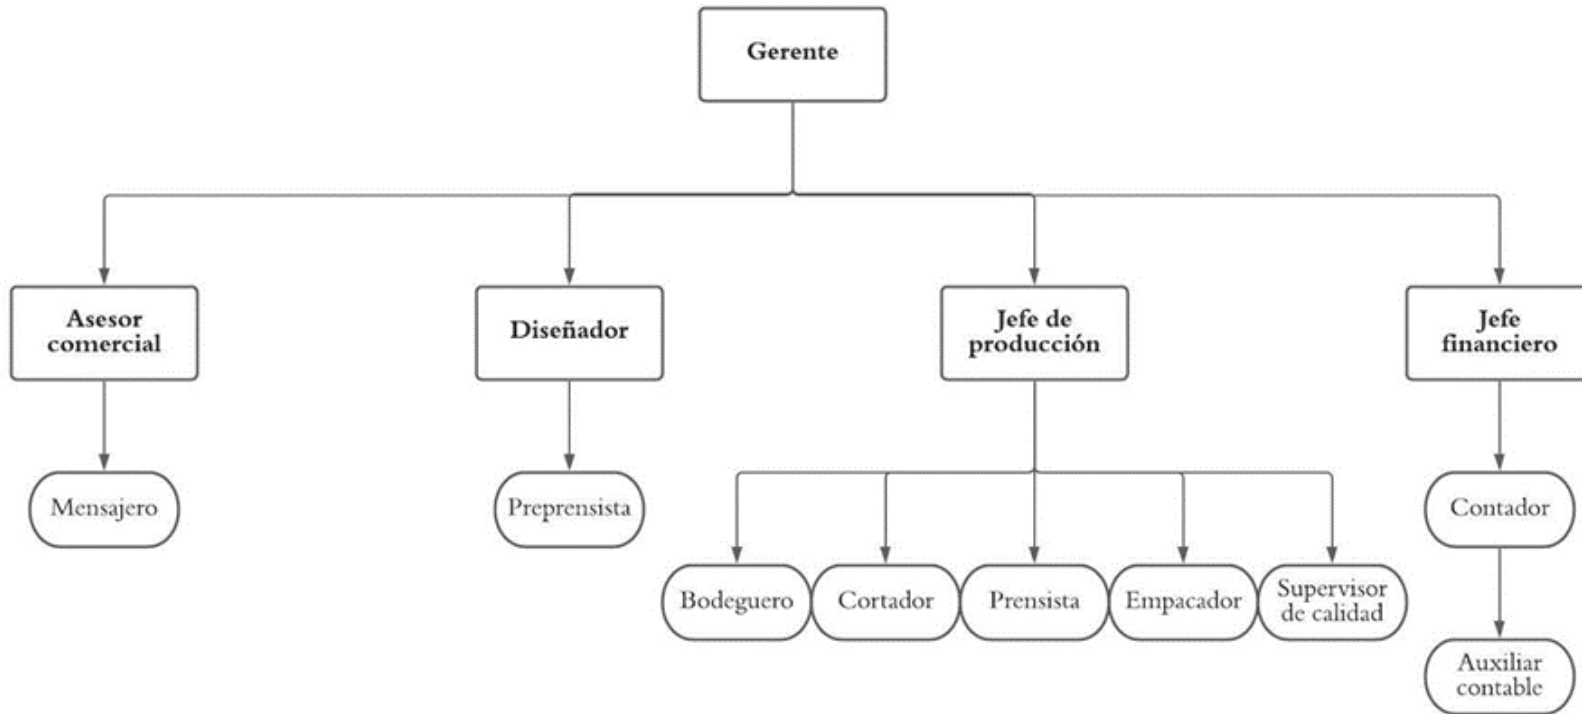 Gerente
Asesor
comercial
Diseñador
Jefe de
producción
Jefe
financiero
Mensajero
Preprensista
Contador
Bodeguero
Cortador
Prensista
Empacador
Supervisor
de calidad
Auxiliar
contable